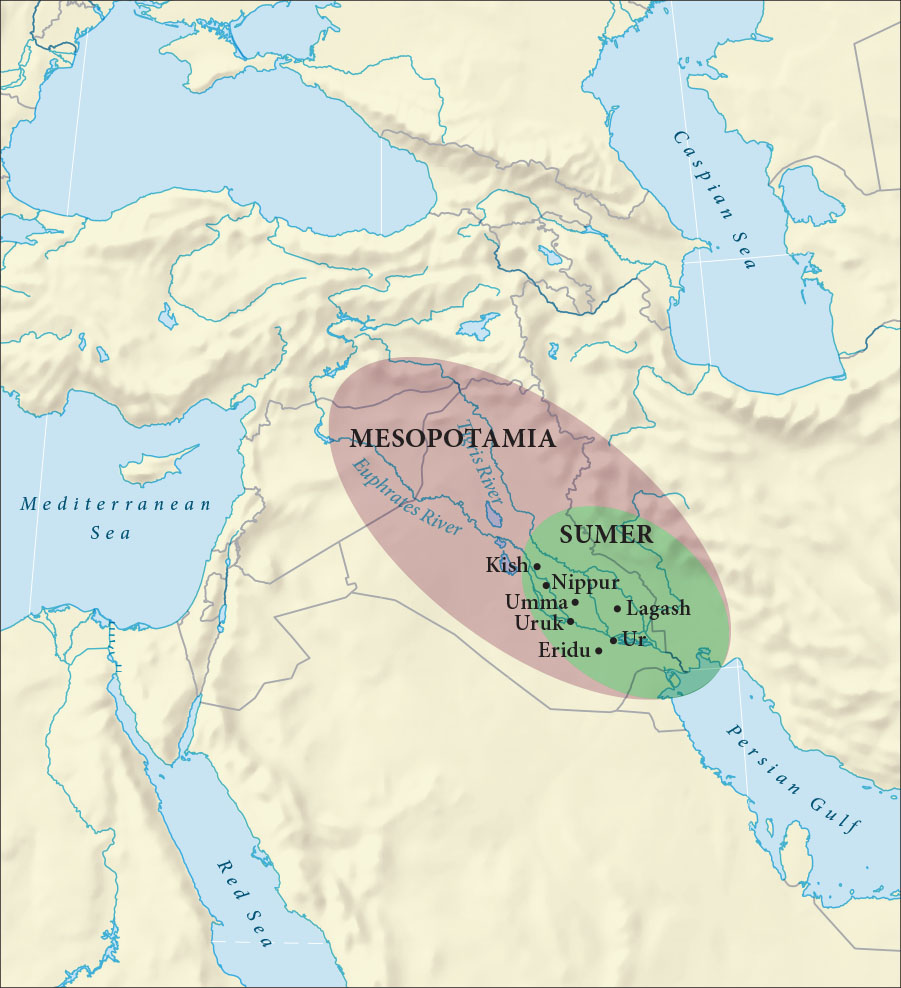 Caspian Sea
MESOPOTAMIA
Tigris River
Euphrates River
Mediterranean
Sea
SUMER
Kish
Nippur
Umma
Lagash
Uruk
Ur
Eridu
Persian Gulf
Red Sea